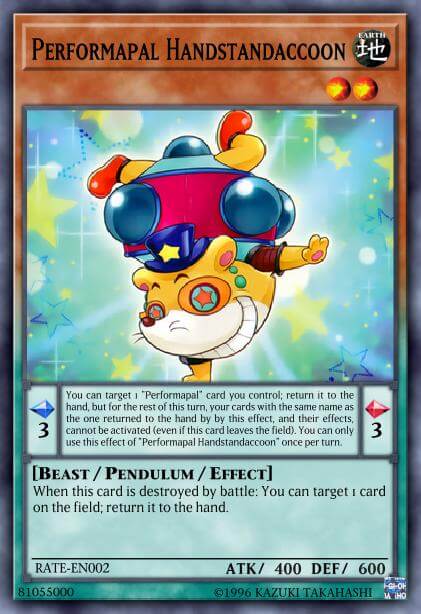 PERFORMAPAL HANDSTANDACCOON
EARTH
地
You can target 1 "Performapal" card you control; return it to the
hand, but for the rest of this turn, your cards with the same name as
the one returned to the hand by by this effect, and their effects,
cannot be activated (even if this card leaves the field). You can only
use this effect of "Performapal Handstandaccoon" once per turn.
3
3
[BEAST / PENDULUM / EFFECT]
When this card is destroyed by battle: You can target 1 card
on the field; return it to the hand.
RATE-EN002
ATK/ 400 DEF/ 600
81055000
©1996 KAZUKI TAKAHASHI